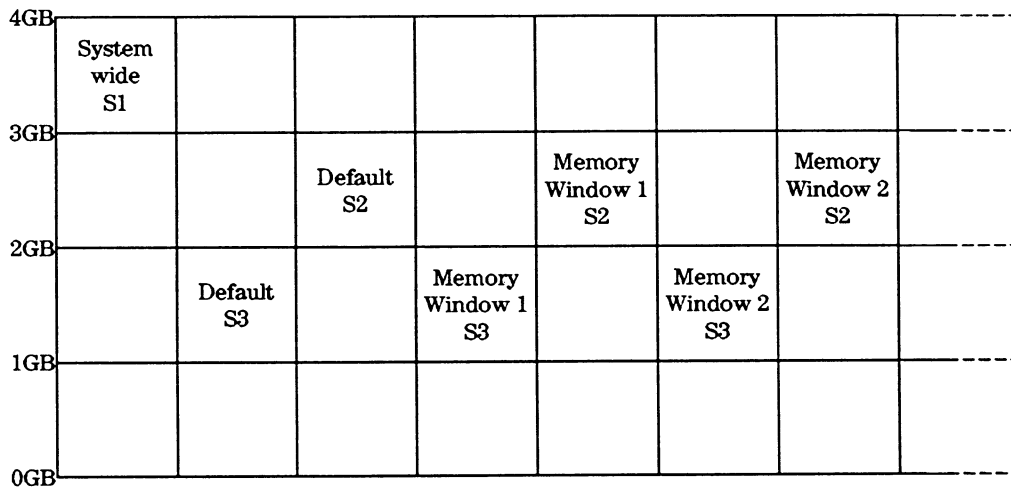 4GB
System
wide
S1
3GB
Default
S2
Memory
Window 1
S2
Memory
Window 2
S2
2GB
Default
S3
Memory
Window 1
S3
Memory
Window 2
S3
1GB
0GB